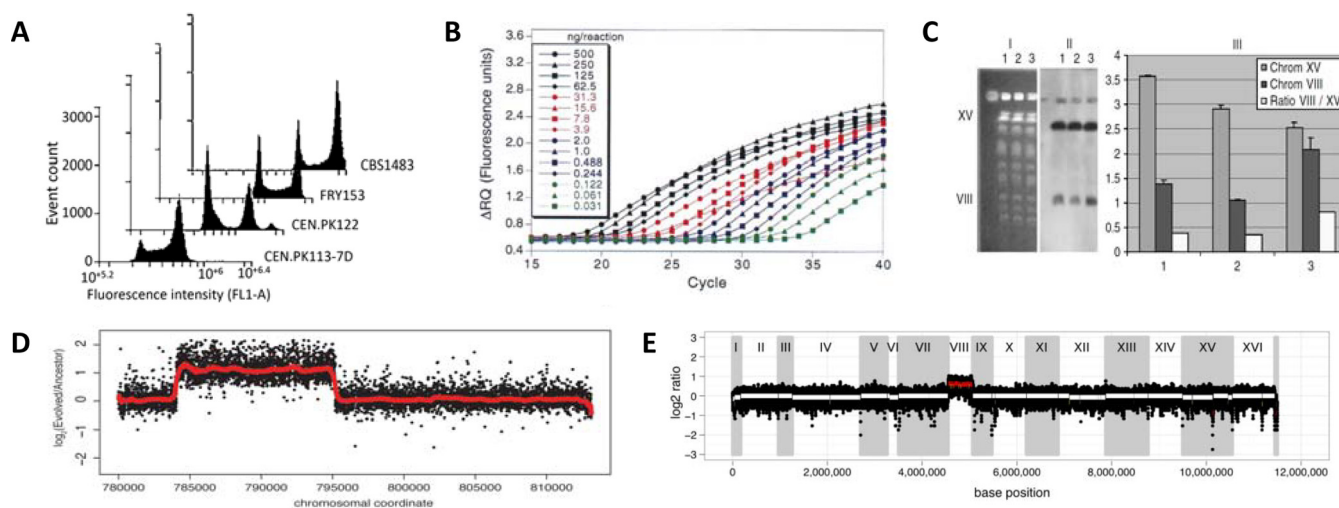 A
Event count
3000
2000
1000
0
CBS1483
FRY153
CEN.PK122
CEN.PK113-7D
10+5.2
10+6
10+6.4
Fluorescence intensity (FL1-A)
B
ΔRQ (Fluorescence units)
3.6
3.2
2.8
2.4
2.0
1.6
1.2
0.8
0.4
ng/reaction
500
250
125
62.5
31.3
15.6
7.8
3.9
2.0
1.0
0.488
0.244
0.122
0.061
0.031
15 20 25 30 35 40
Cycle
C
I II III
1 2 3 1 2 3
XV
VIII
4
3.5
3
2.5
2
1.5
1
0.5
0
Chrom XV
Chrom VIII
Ratio VIII / XV
1 2 3
D
log2(Evolved/Ancestor)
2
1
0
-1
-2
780000 785000 790000 795000 800000 805000 810000
chromosomal coordinate
E
log2 ratio
3
2
1
0
-1
-2
-3
-4
I II III IV V VI VII VIII IX X XI XII XIII XIV XV XVI
0 2,000,000 4,000,000 6,000,000 8,000,000 10,000,000 12,000,000
base position